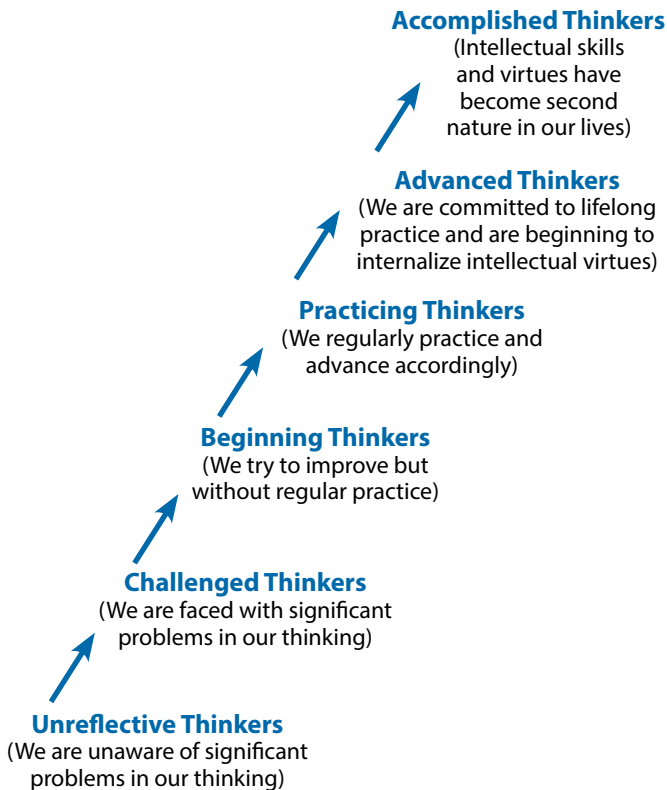 Accomplished Thinkers
(Intellectual skills
and virtues have
become second
nature in our lives)
Advanced Thinkers
(We are committed to lifelong
practice and are beginning to
internalize intellectual virtues)
Practicing Thinkers
(We regularly practice and
advance accordingly)
Beginning Thinkers
(We try to improve but
without regular practice)
Challenged Thinkers
(We are faced with significant
problems in our thinking)
Unreflective Thinkers
(We are unaware of significant
problems in our thinking)